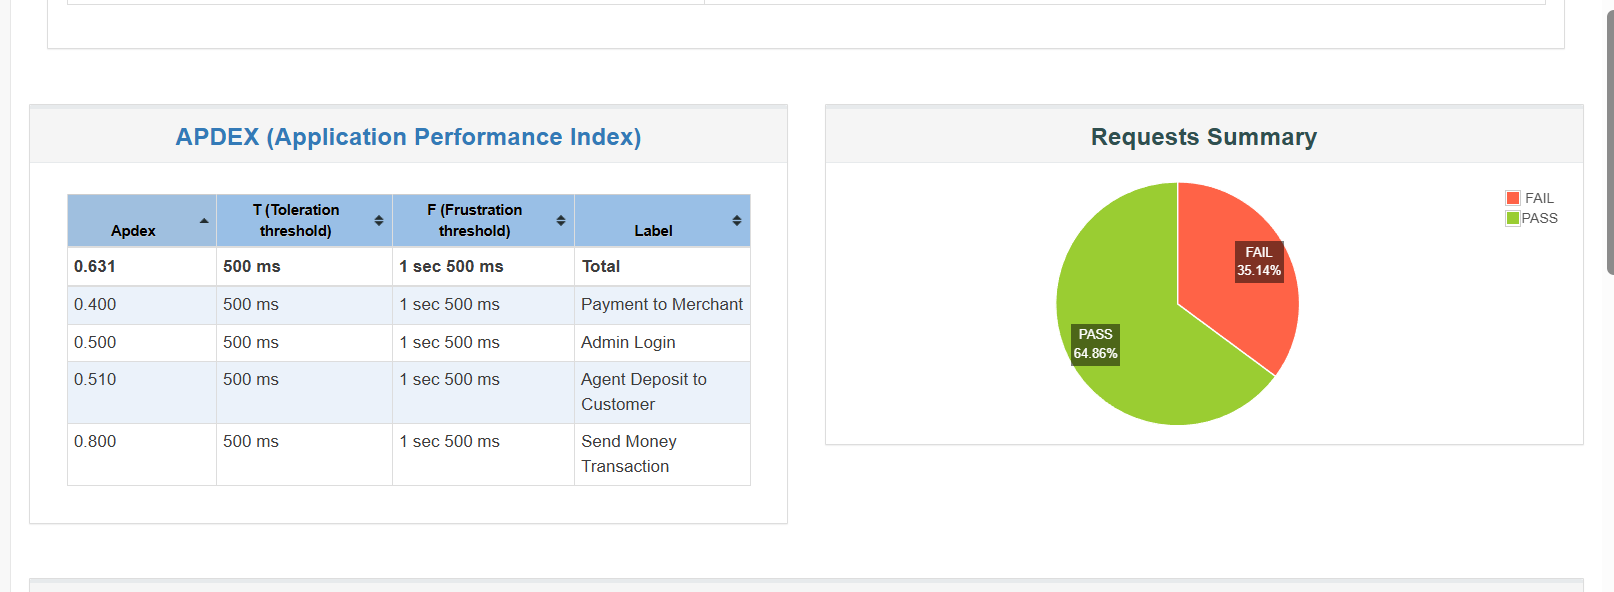 APDEX (Application Performance Index)
Apdex
T (Toleration threshold)
F (Frustration threshold)
Label
0.631 500 ms 1 sec 500 ms Total
0.400 500 ms 1 sec 500 ms Payment to Merchant
0.500 500 ms 1 sec 500 ms Admin Login
0.510 500 ms 1 sec 500 ms Agent Deposit to
Customer
0.800 500 ms 1 sec 500 ms Send Money
Transaction
Requests Summary
FAIL
35.14%
PASS
64.86%
FAIL
PASS